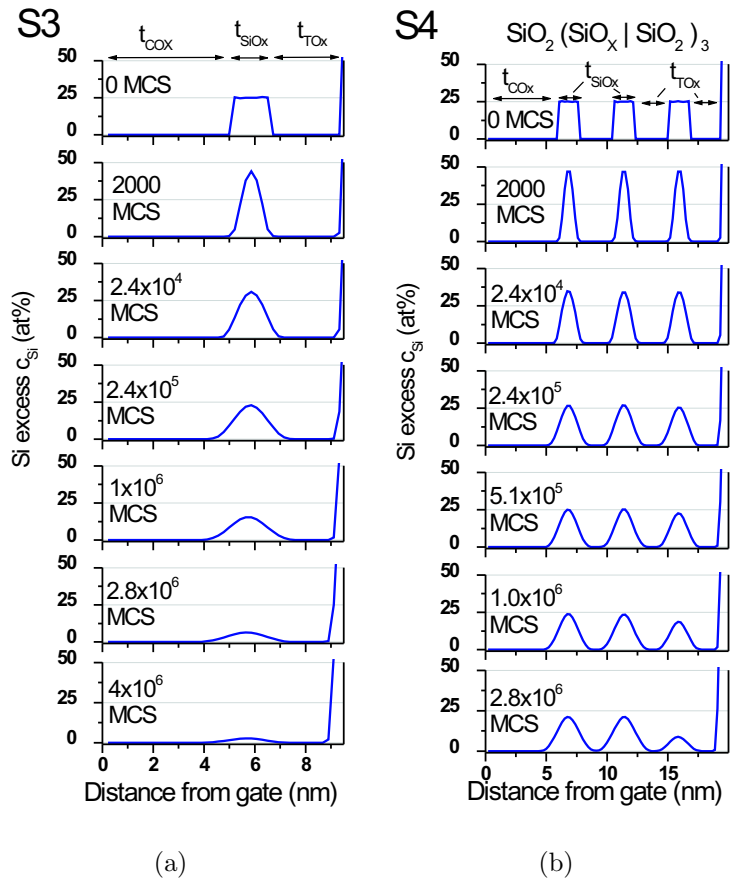 S3
t_COX t_SiOx t_TOx
50
25
0
0 MCS
50
25
0
2000
MCS
50
25
0
2.4x10^4
MCS
50
25
0
2.4x10^5
MCS
50
25
0
1x10^6
MCS
50
25
0
2.8x10^6
MCS
50
25
0
4x10^6
MCS
Si excess c_Si (at%)
0 2 4 6 8
Distance from gate (nm)
(a)
S4
SiO_2 (SiO_X | SiO_2)_3
t_COX t_SiOx t_TOx
50
25
0
0 MCS
50
25
0
2000
MCS
50
25
0
2.4x10^4
MCS
50
25
0
2.4x10^5
MCS
50
25
0
5.1x10^5
MCS
50
25
0
1.0x10^6
MCS
50
25
0
2.8x10^6
MCS
Si excess c_Si (at%)
0 5 10 15
Distance from gate (nm)
(b)